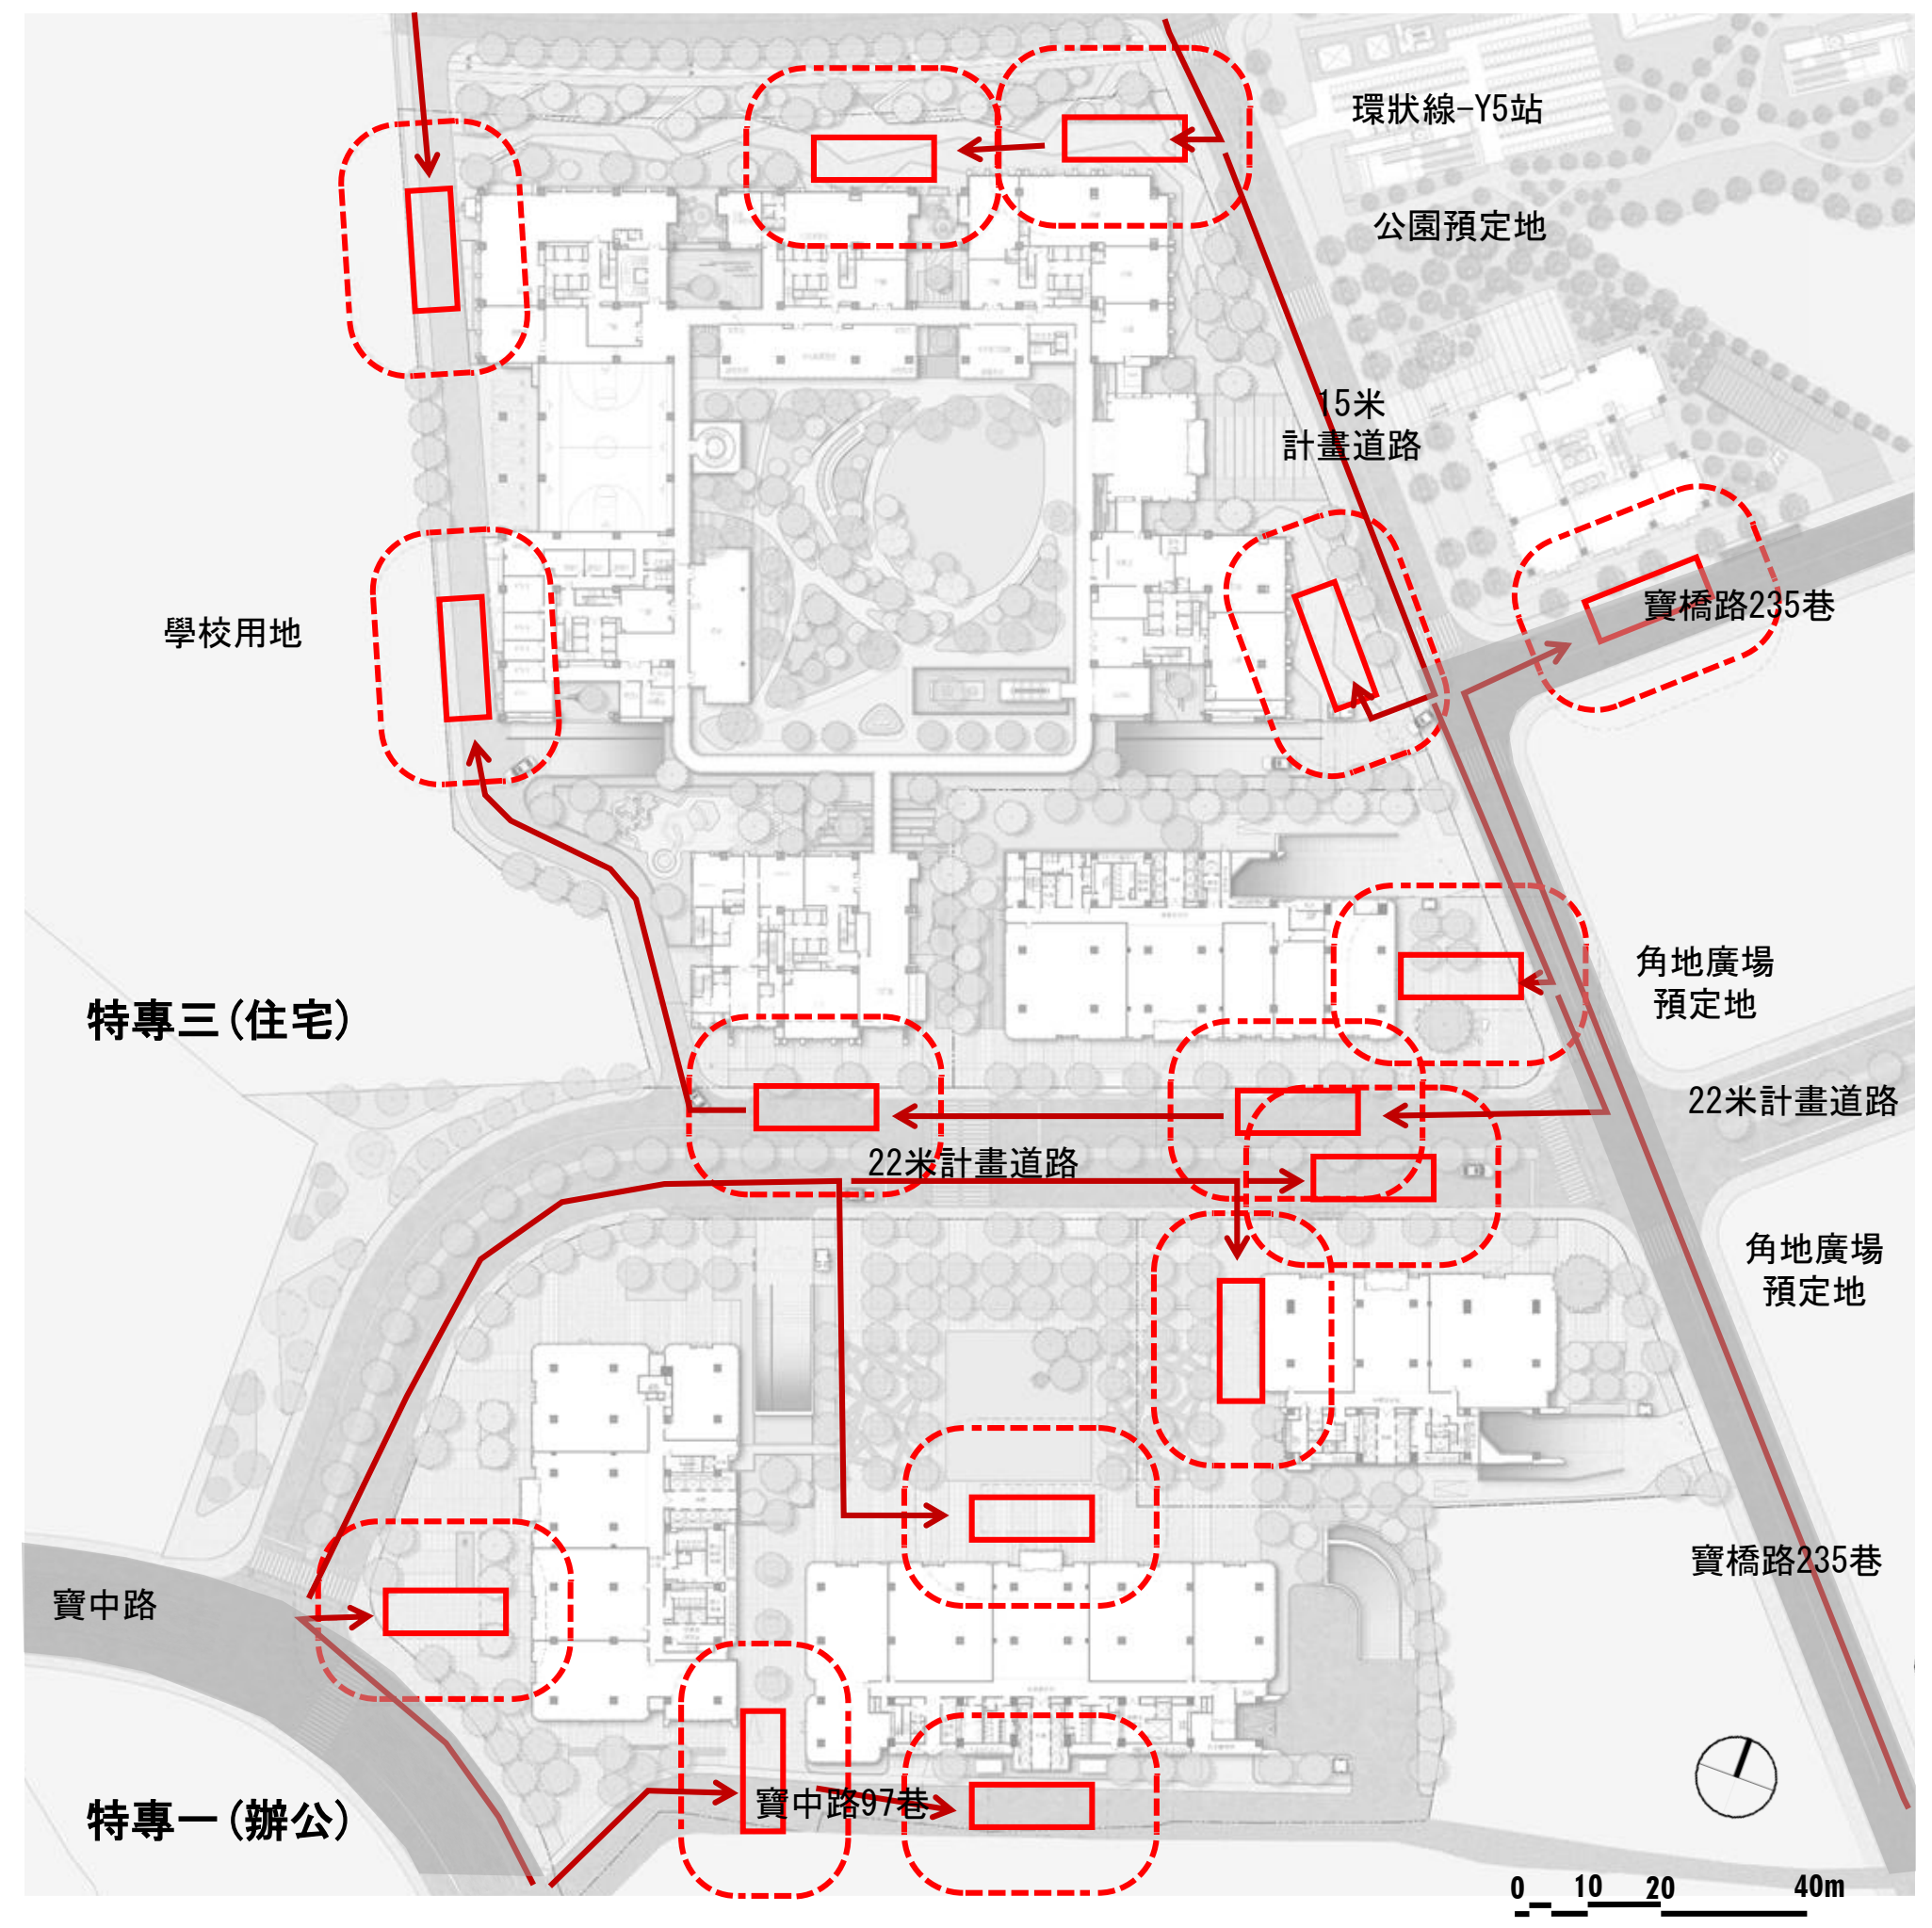 環狀線-Y5站
公園預定地
15米
計畫道路
寶橋路235巷
學校用地
角地廣場
預定地
特專三(住宅)
22米計畫道路
22米計畫道路
角地廣場
預定地
寶橋路235巷
寶中路
寶中路97巷
特專一(辦公)
0 10 20 40m